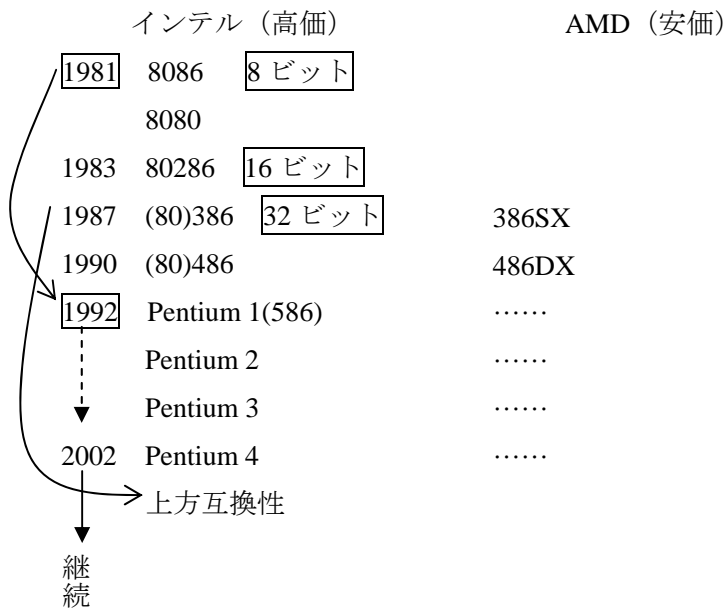 インテル（高価） AMD（安価）
1981 8086 8 ビット
8080
1983 80286 16 ビット
1987 (80)386 32 ビット 386SX
1990 (80)486 486DX
1992 Pentium 1(586) ……
Pentium 2 ……
Pentium 3 ……
2002 Pentium 4 ……
上方互換性
継続